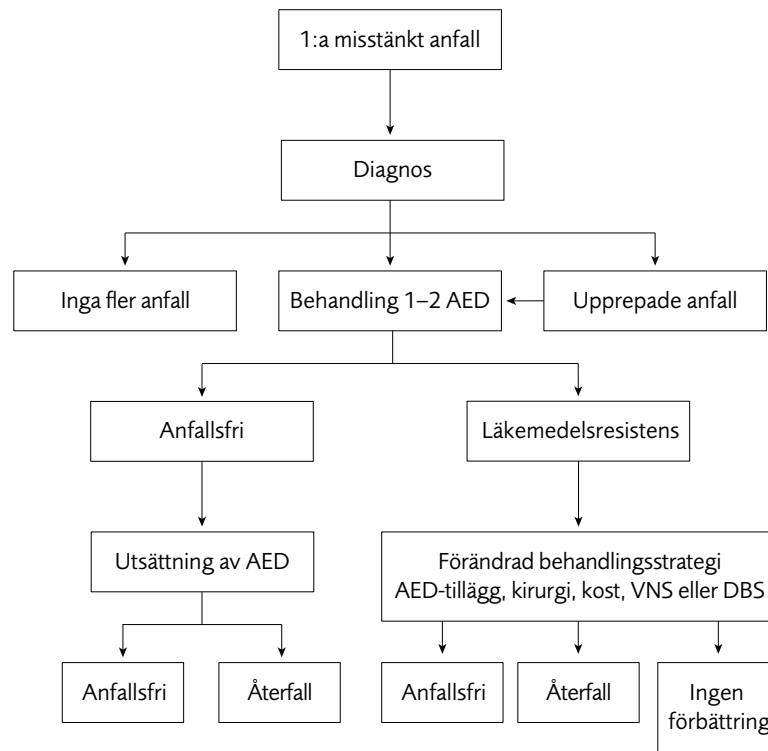 1:a misstänkt anfall
Diagnos
Inga fler anfall
Behandling 1–2 AED
Upprepade anfall
Anfallsfri
Läkemedelsresistens
Utsättning av AED
Förändrad behandlingsstrategi
AED-tillägg, kirurgi, kost, VNS eller DBS
Anfallsfri
Återfall
Anfallsfri
Återfall
Ingen
förbättring